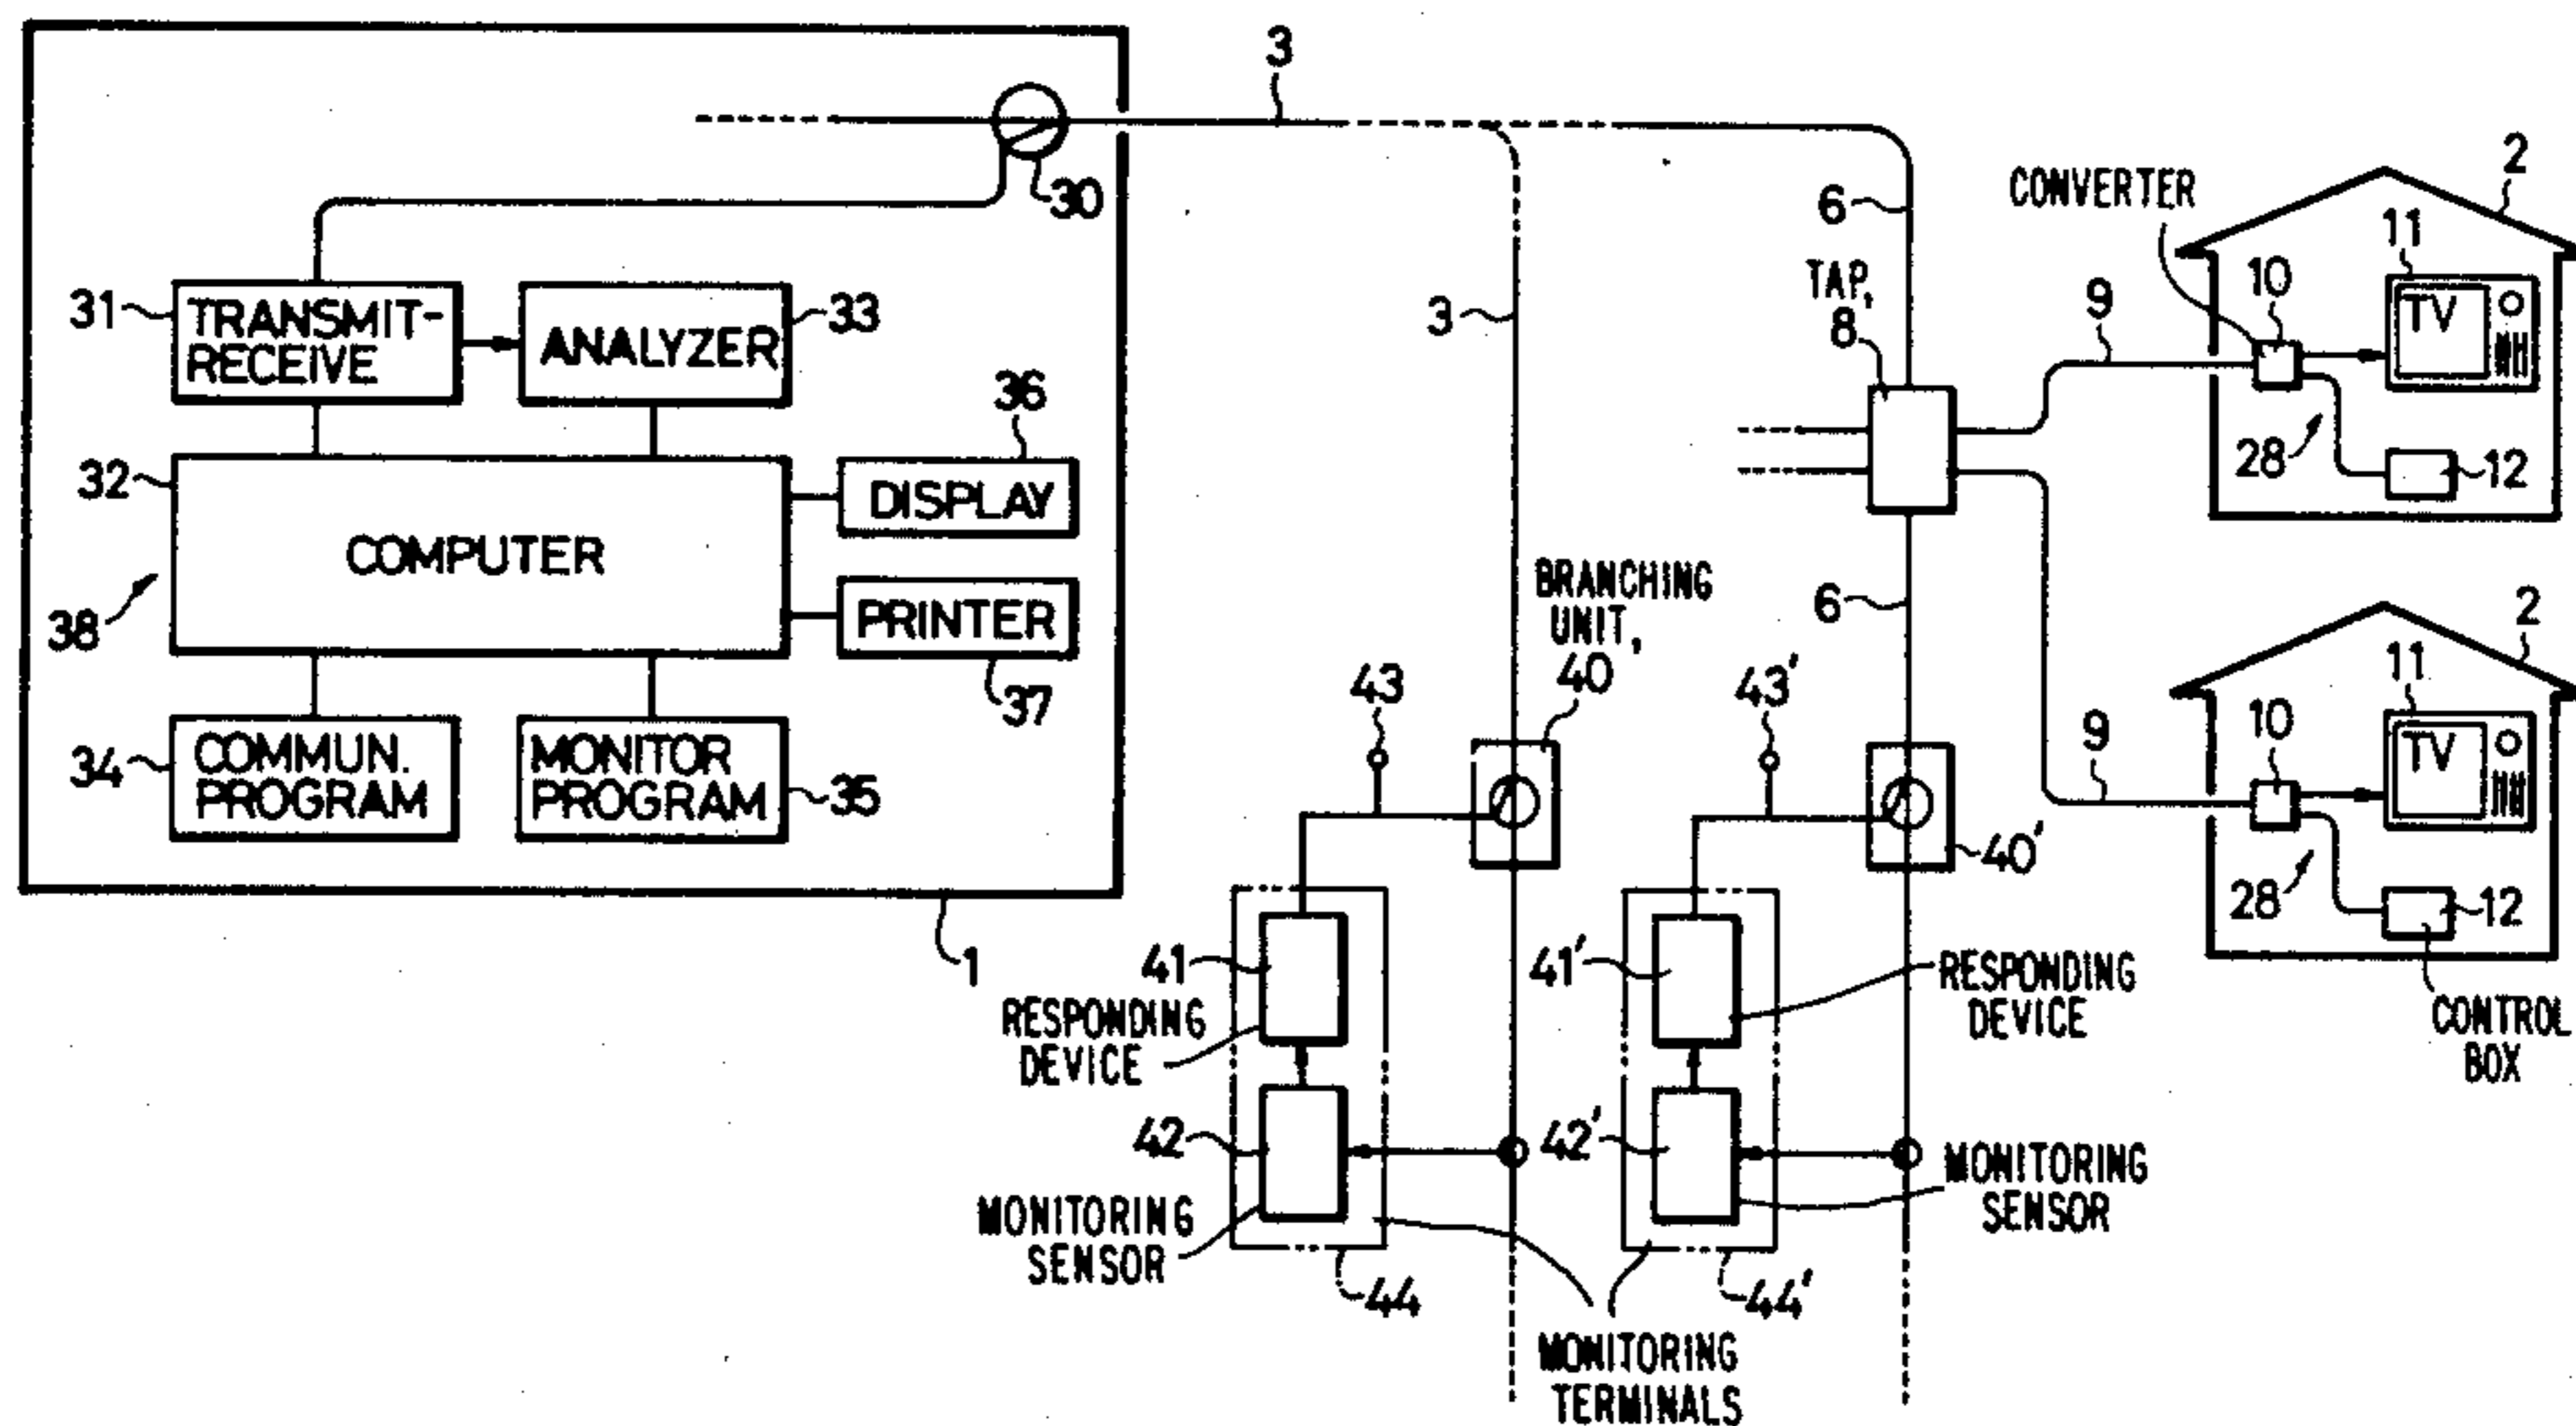 3
30
31
TRANSMIT-
RECEIVE
ANALYZER
33
32
COMPUTER
38
36
DISPLAY
PRINTER
37
34
COMMUN.
PROGRAM
MONITOR
PROGRAM
35
1
3
6
TAP,
8
6
9
9
CONVERTER
2
10
11
TV
28
12
2
10
11
TV
28
12
CONTROL
BOX
BRANCHING
UNIT,
40
43
43'
40'
41
RESPONDING
DEVICE
42
MONITORING
SENSOR
44
41'
RESPONDING
DEVICE
42'
MONITORING
SENSOR
44'
MONITORING
TERMINALS